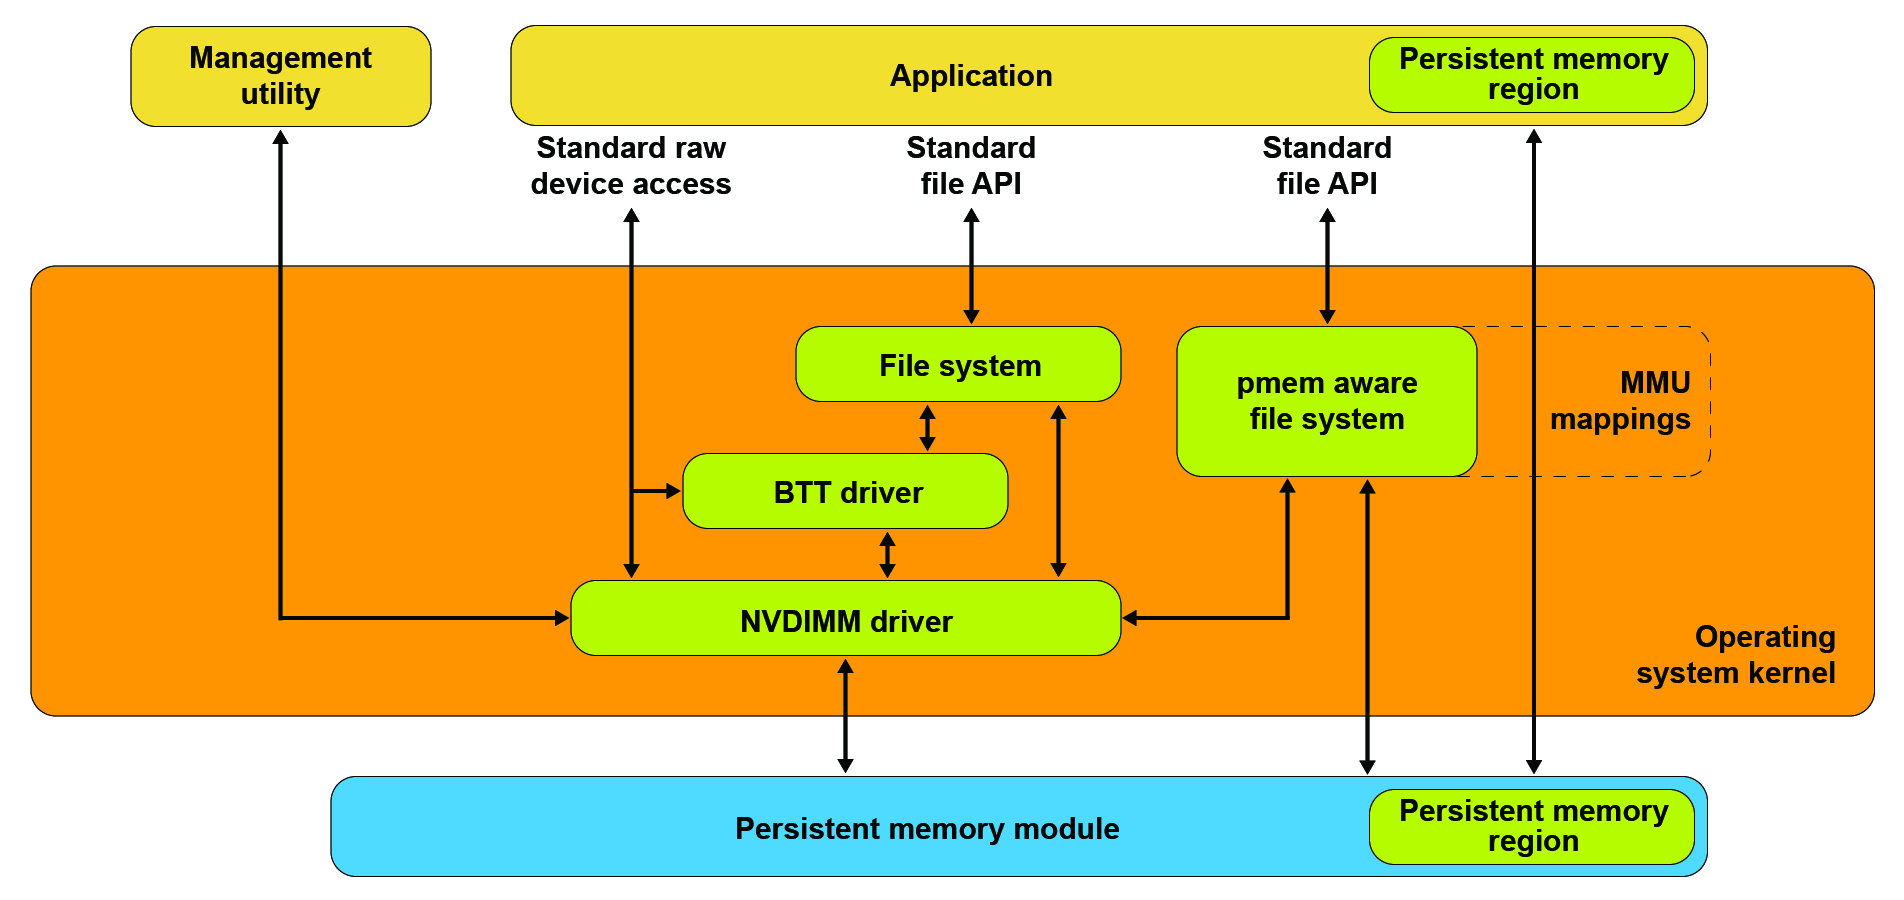 Management
utility
Application
Persistent memory
region
Standard raw
device access
Standard
file API
Standard
file API
File system
pmem aware
file system
MMU
mappings
BTT driver
NVDIMM driver
Operating
system kernel
Persistent memory module
Persistent memory
region